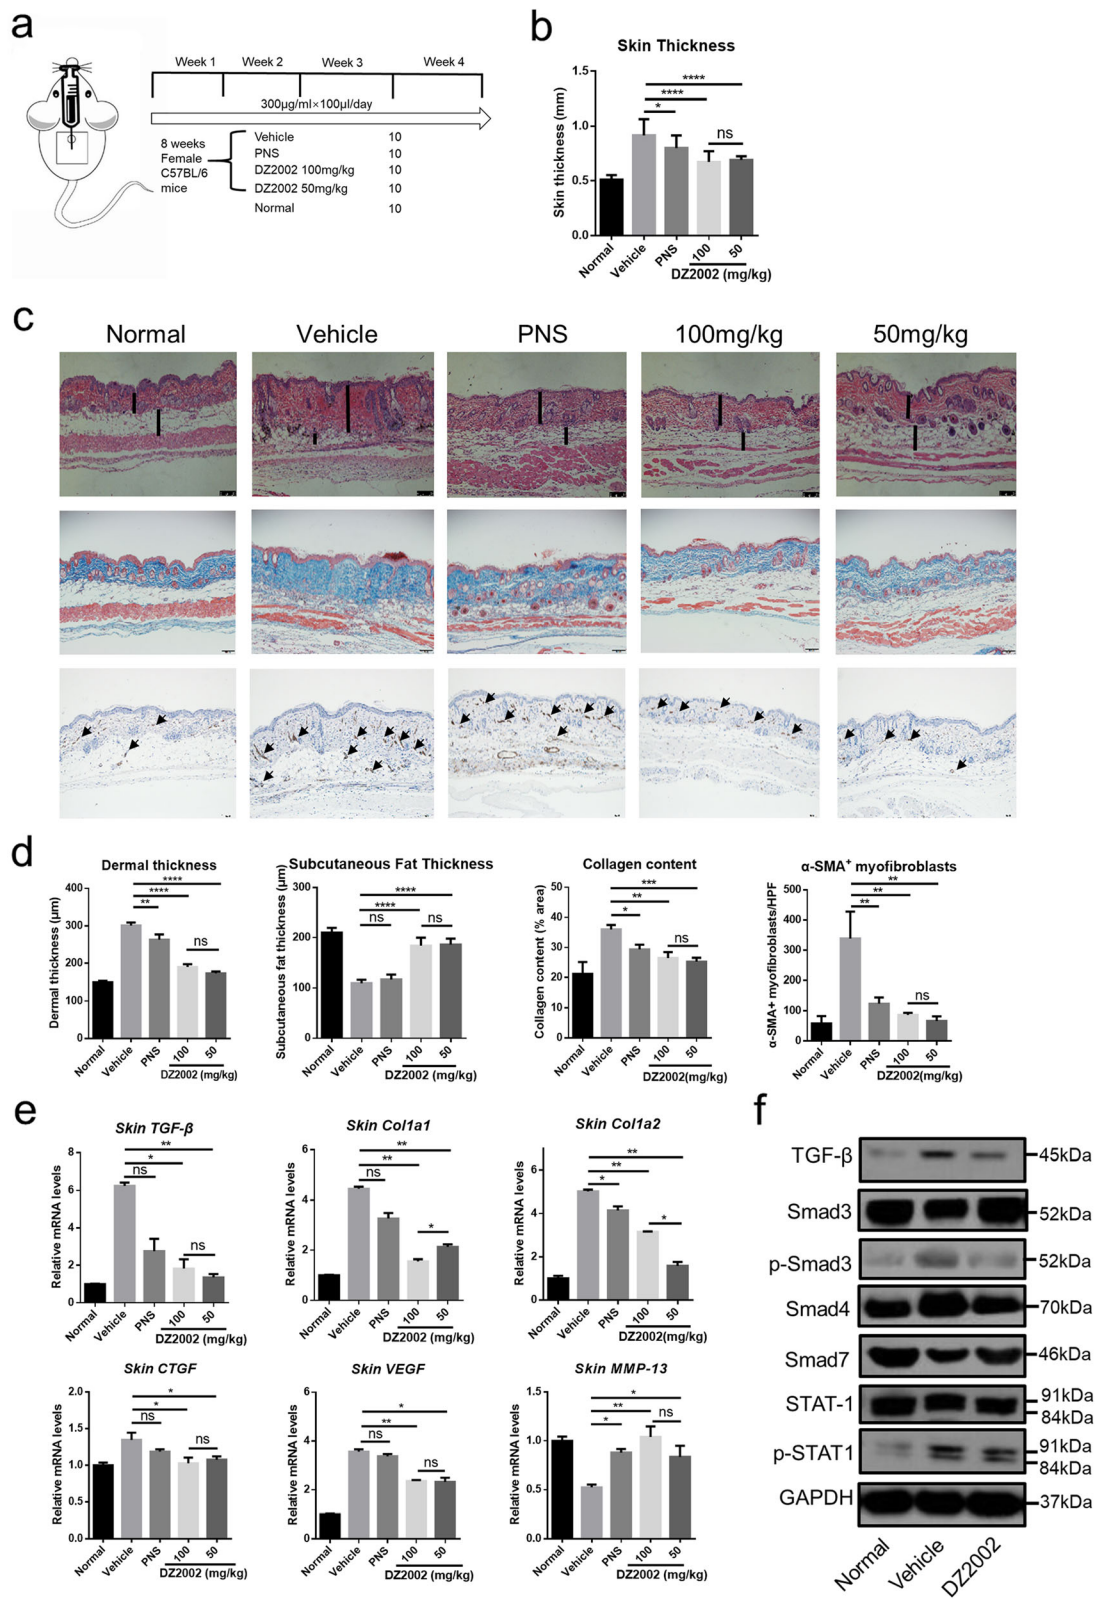 a
Week 1 Week 2 Week 3 Week 4
300μg/ml×100μl/day
8 weeks
Female
C57BL/6
mice
Vehicle 10
PNS 10
DZ2002 100mg/kg 10
DZ2002 50mg/kg 10
Normal 10
b
Skin Thickness
Skin thickness (mm)
1.5
1.0
0.5
0.0
****
****
*
ns
Normal Vehicle PNS 100 50
DZ2002 (mg/kg)
c
Normal Vehicle PNS 100mg/kg 50mg/kg
d
Dermal thickness
Dermal thickness (μm)
400
300
200
100
0
****
****
**
ns
Normal Vehicle PNS 100 50
DZ2002 (mg/kg)
Subcutaneous Fat Thickness
Subcutaneous fat thickness (μm)
300
200
100
0
****
****
ns ns
Normal Vehicle PNS 100 50
DZ2002(mg/kg)
Collagen content
Collagen content (% area)
50
40
30
20
10
0
***
**
*
ns
Normal Vehicle PNS 100 50
DZ2002 (mg/kg)
α-SMA+ myofibroblasts
α-SMA+ myofibroblasts/HPF
500
400
300
200
100
0
**
**
**
ns
Normal Vehicle PNS 100 50
DZ2002(mg/kg)
e
Skin TGF-β
Relative mRNA levels
8
6
4
2
0
**
*
ns
ns
Normal Vehicle PNS 100 50
DZ2002 (mg/kg)
Skin Col1a1
Relative mRNA levels
6
4
2
0
**
**
ns
*
Normal Vehicle PNS 100 50
DZ2002 (mg/kg)
Skin Col1a2
Relative mRNA levels
6
4
2
0
**
**
*
*
Normal Vehicle PNS 100 50
DZ2002(mg/kg)
Skin CTGF
Relative mRNA levels
2.0
1.5
1.0
0.5
0.0
*
*
ns
ns
Normal Vehicle PNS 100 50
DZ2002 (mg/kg)
Skin VEGF
Relative mRNA levels
6
4
2
0
*
**
ns
ns
Normal Vehicle PNS 100 50
DZ2002 (mg/kg)
Skin MMP-13
Relative mRNA levels
1.5
1.0
0.5
0.0
*
**
*
ns
Normal Vehicle PNS 100 50
DZ2002 (mg/kg)
f
TGF-β 45kDa
Smad3 52kDa
p-Smad3 52kDa
Smad4 70kDa
Smad7 46kDa
STAT-1 91kDa
84kDa
p-STAT1 91kDa
84kDa
GAPDH 37kDa
Normal Vehicle DZ2002